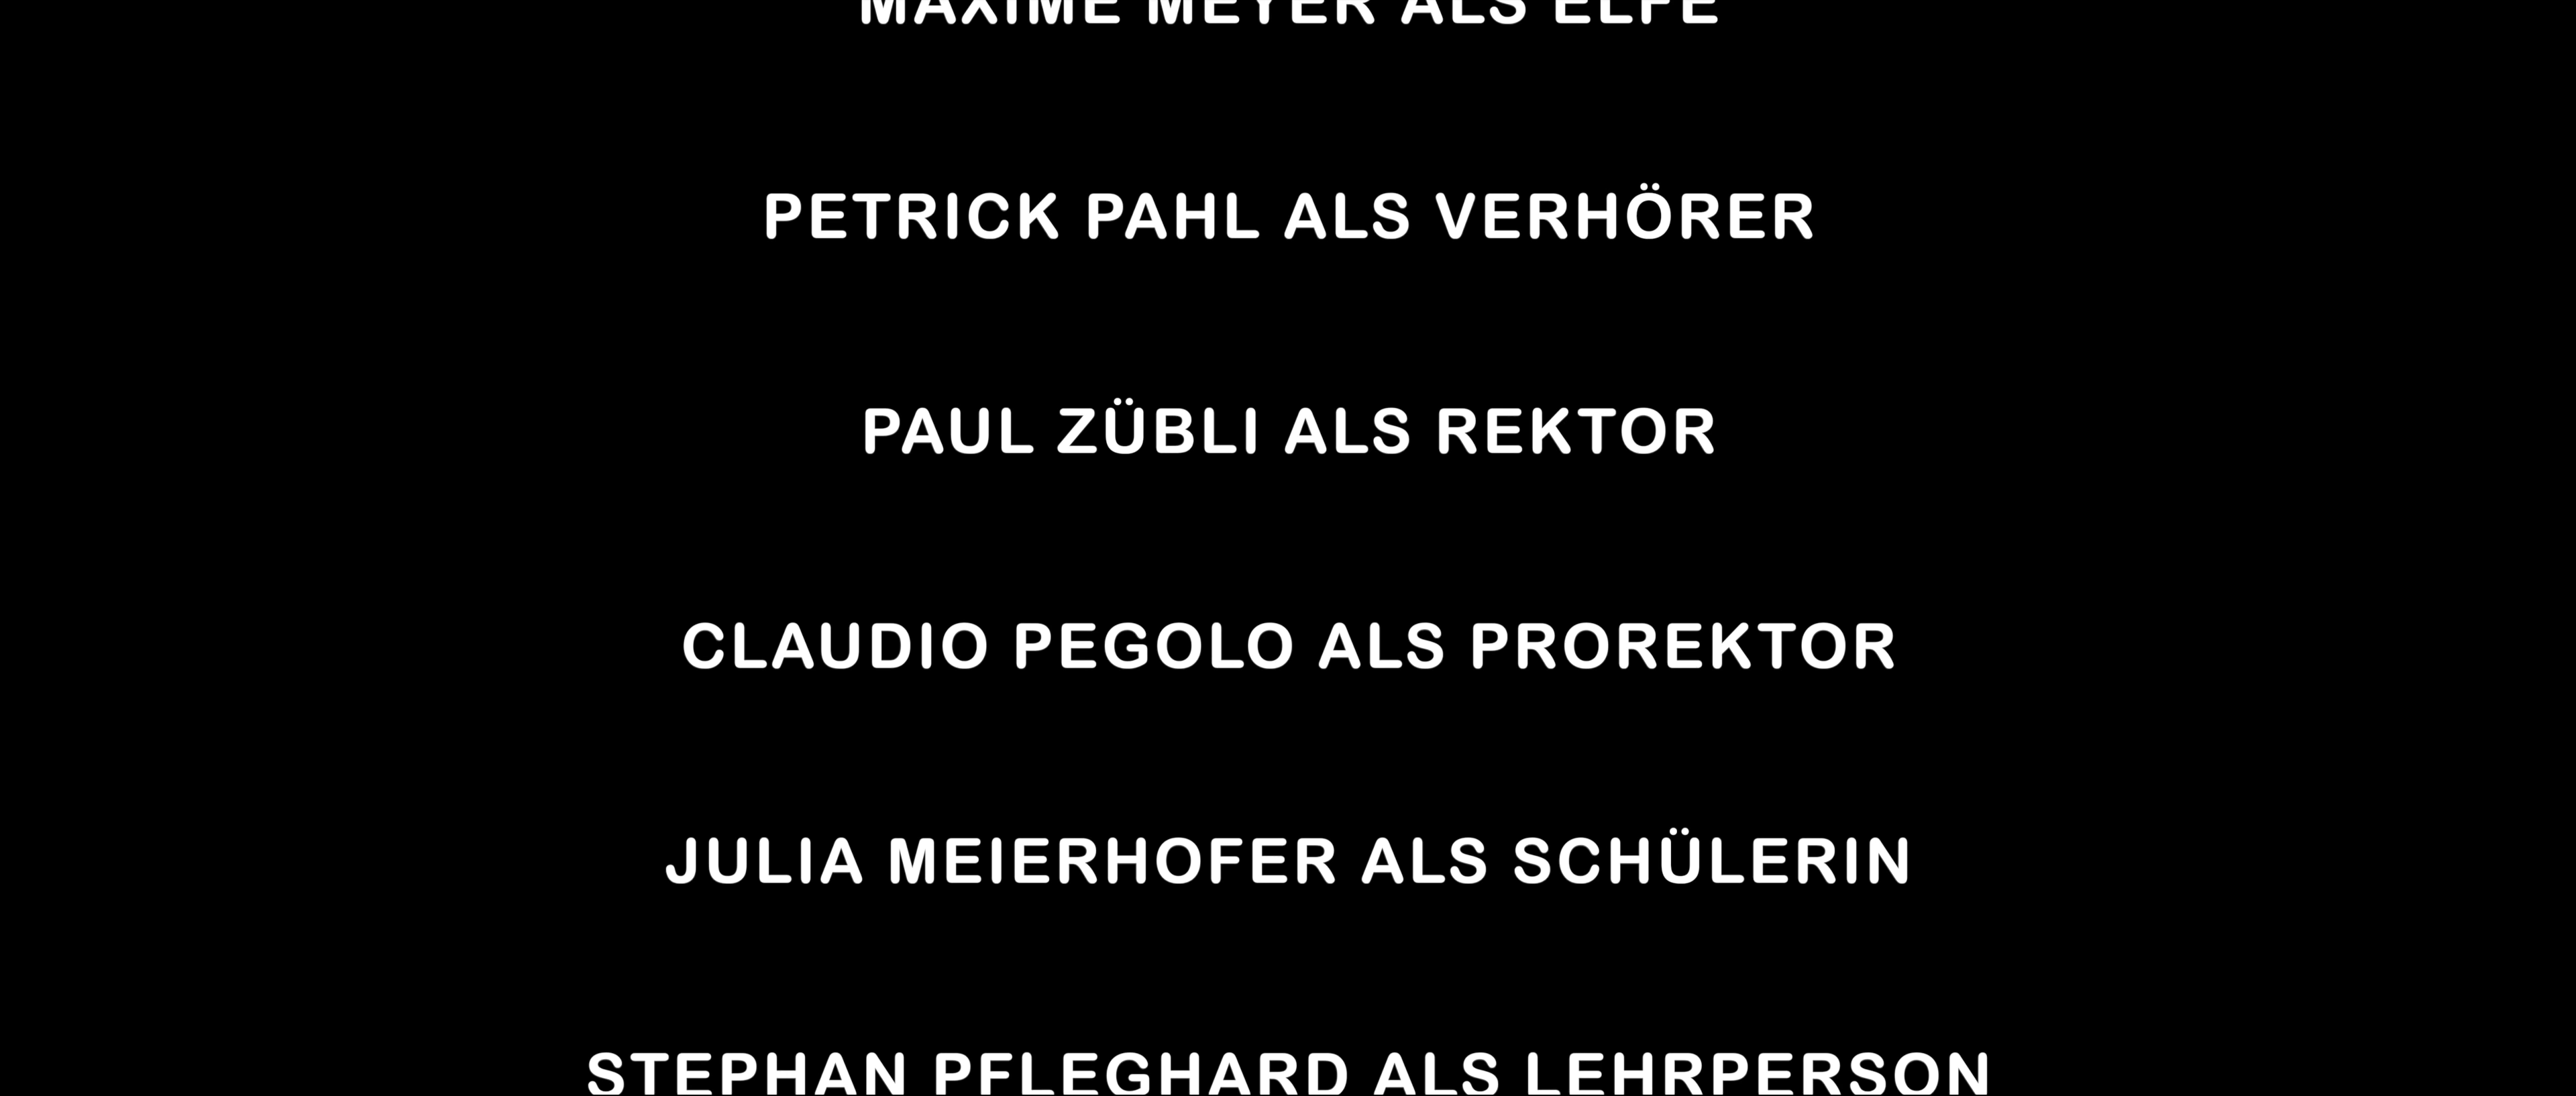 MAXIME MEYER ALS ELFE
PETRICK PAHL ALS VERHÖRER
PAUL ZÜBLI ALS REKTOR
CLAUDIO PEGOLO ALS PROREKTOR
JULIA MEIERHOFER ALS SCHÜLERIN
STEPHAN PFLEGHARD ALS LEHRPERSON